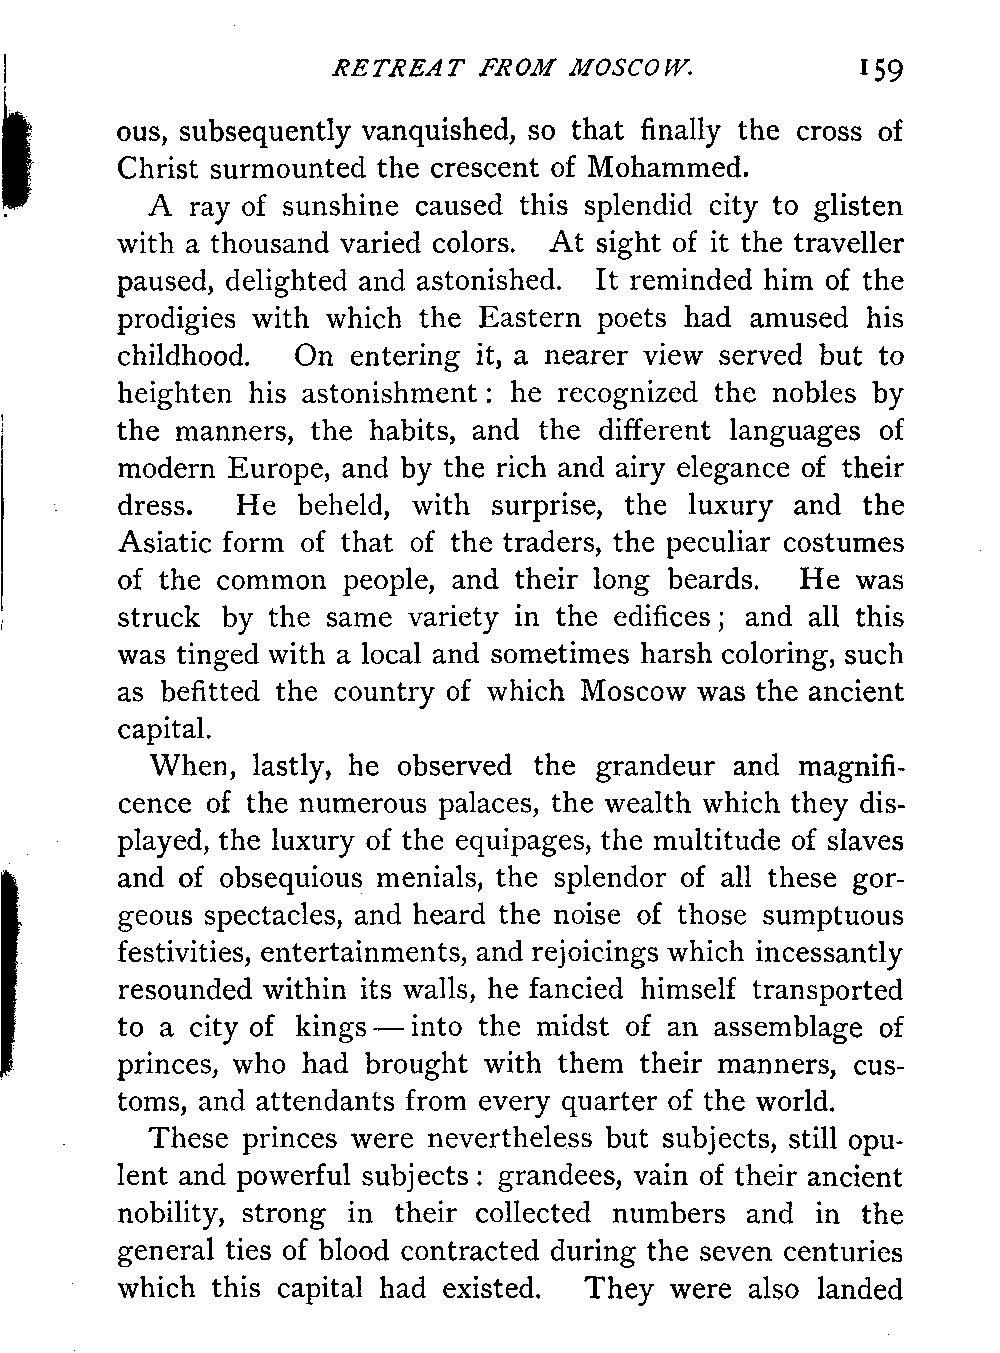 RETREAT FROM MOSCOW. 159
ous, subsequently vanquished, so that finally the cross of
Christ surmounted the crescent of Mohammed.
A ray of sunshine caused this splendid city to glisten
with a thousand varied colors. At sight of it the traveller
paused, delighted and astonished. It reminded him of the
prodigies with which the Eastern poets had amused his
childhood. On entering it, a nearer view served but to
heighten his astonishment : he recognized the nobles by
the manners, the habits, and the different languages of
modern Europe, and by the rich and airy elegance of their
dress. He beheld, with surprise, the luxury and the
Asiatic form of that of the traders, the peculiar costumes
of the common people, and their long beards. He was
struck by the same variety in the edifices ; and all this
was tinged with a local and sometimes harsh coloring, such
as befitted the country of which Moscow was the ancient
capital.
When, lastly, he observed the grandeur and magnifi-
cence of the numerous palaces, the wealth which they dis-
played, the luxury of the equipages, the multitude of slaves
and of obsequious menials, the splendor of all these gor-
geous spectacles, and heard the noise of those sumptuous
festivities, entertainments, and rejoicings which incessantly
resounded within its walls, he fancied himself transported
to a city of kings — into the midst of an assemblage of
princes, who had brought with them their manners, cus-
toms, and attendants from every quarter of the world.
These princes were nevertheless but subjects, still opu-
lent and powerful subjects : grandees, vain of their ancient
nobility, strong in their collected numbers and in the
general ties of blood contracted during the seven centuries
which this capital had existed. They were also landed